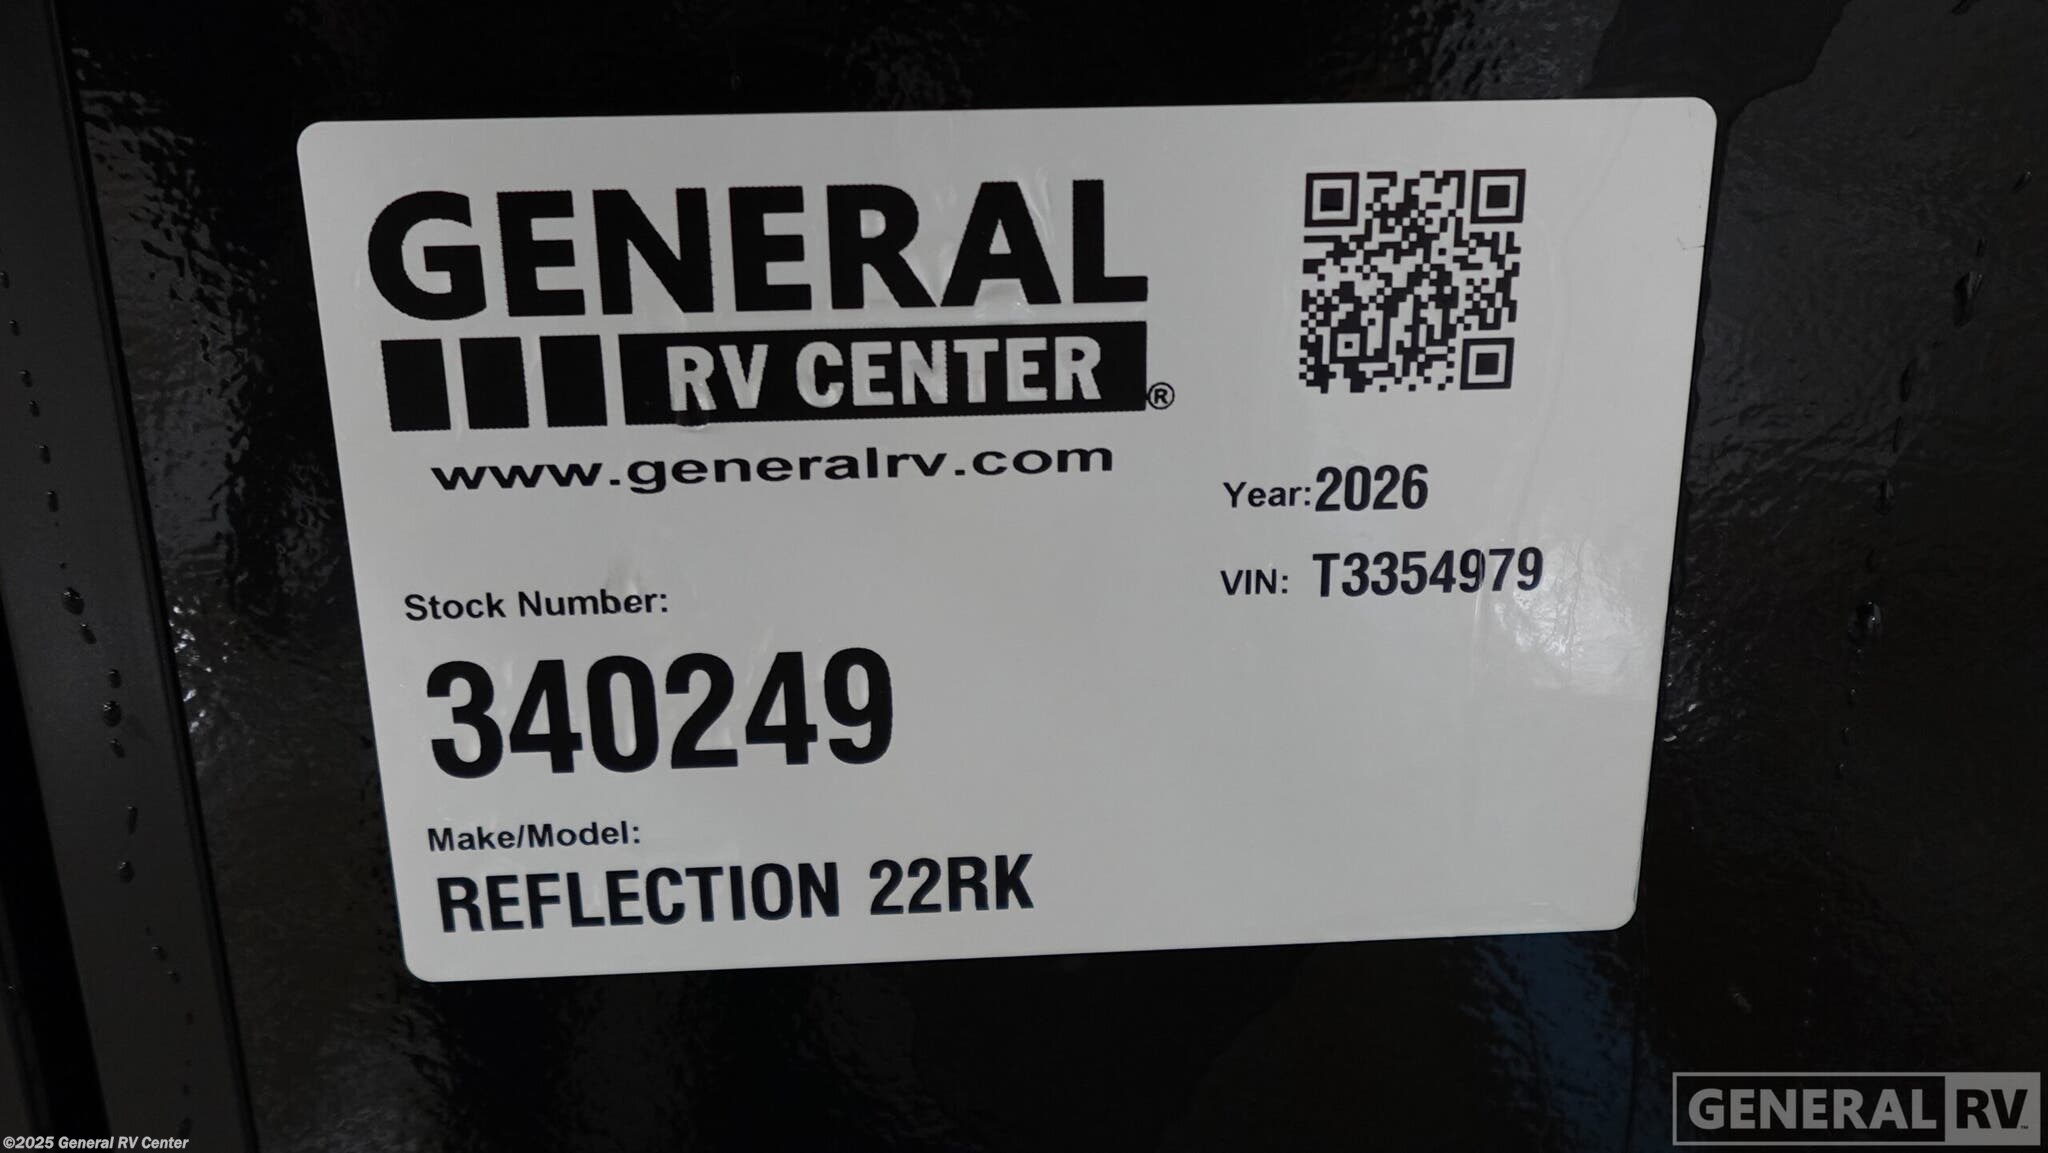 GENERAL
RV CENTER®
www.generalrv.com
Year:2026
VIN: T3354979
Stock Number:
340249
Make/Model:
REFLECTION 22RK
©2025 General RV Center
GENERAL RV™